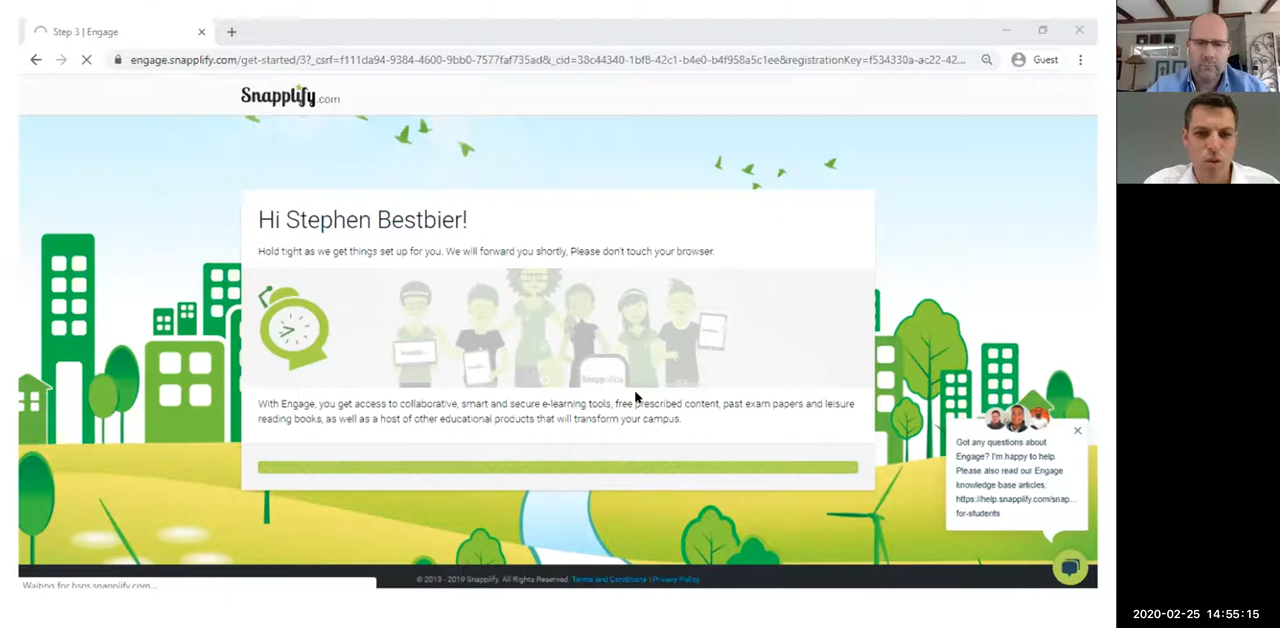 Step 3 | Engage
engage.snapplify.com/get-started/3?_csrf=f111da94-9384-4600-9bb0-7577faf735ad&_cid=38c44340-1bf8-42c1-b4e0-b4f958a5c1ee&registrationKey=f534330a-ac22-42...
Guest
Snapplify.com
Hi Stephen Bestbier!
Hold tight as we get things set up for you. We will forward you shortly, Please don't touch your browser.
With Engage, you get access to collaborative, smart and secure e-learning tools, free prescribed content, past exam papers and leisure
reading books, as well as a host of other educational products that will transform your campus.
Got any questions about
Engage? I'm happy to help.
Please also read our Engage
knowledge base articles:
https://help.snapplify.com/snap...
for-students
© 2013 - 2019 Snapplify. All Rights Reserved. Terms and Conditions | Privacy Policy
Waiting for bsps.snapplify.com...
2020-02-25 14:55:15